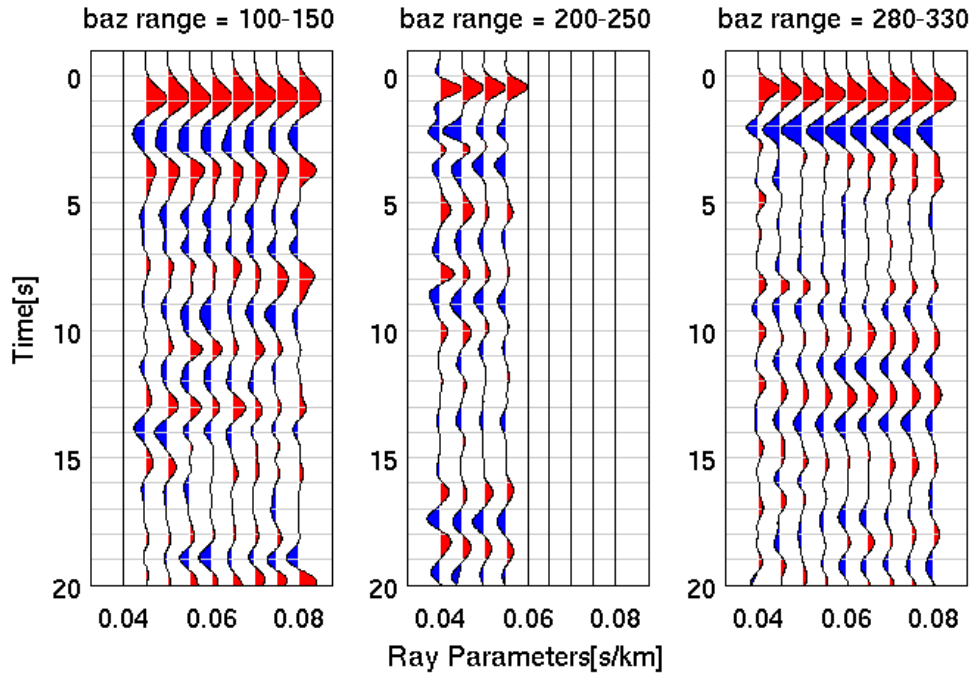 baz range = 100-150 baz range = 200-250 baz range = 280-330
0 0 0
5 5 5
Time[s]
10 10 10
15 15 15
20 20 20
0.04 0.06 0.08 0.04 0.06 0.08 0.04 0.06 0.08
Ray Parameters[s/km]